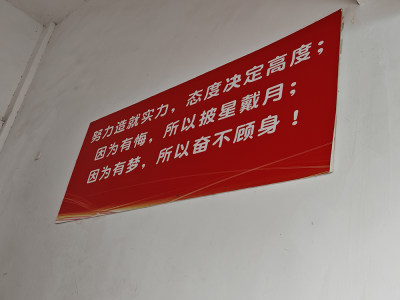 努力造就实力，态度决定高度；
因为有悔，所以披星戴月；
因为有梦，所以奋不顾身！